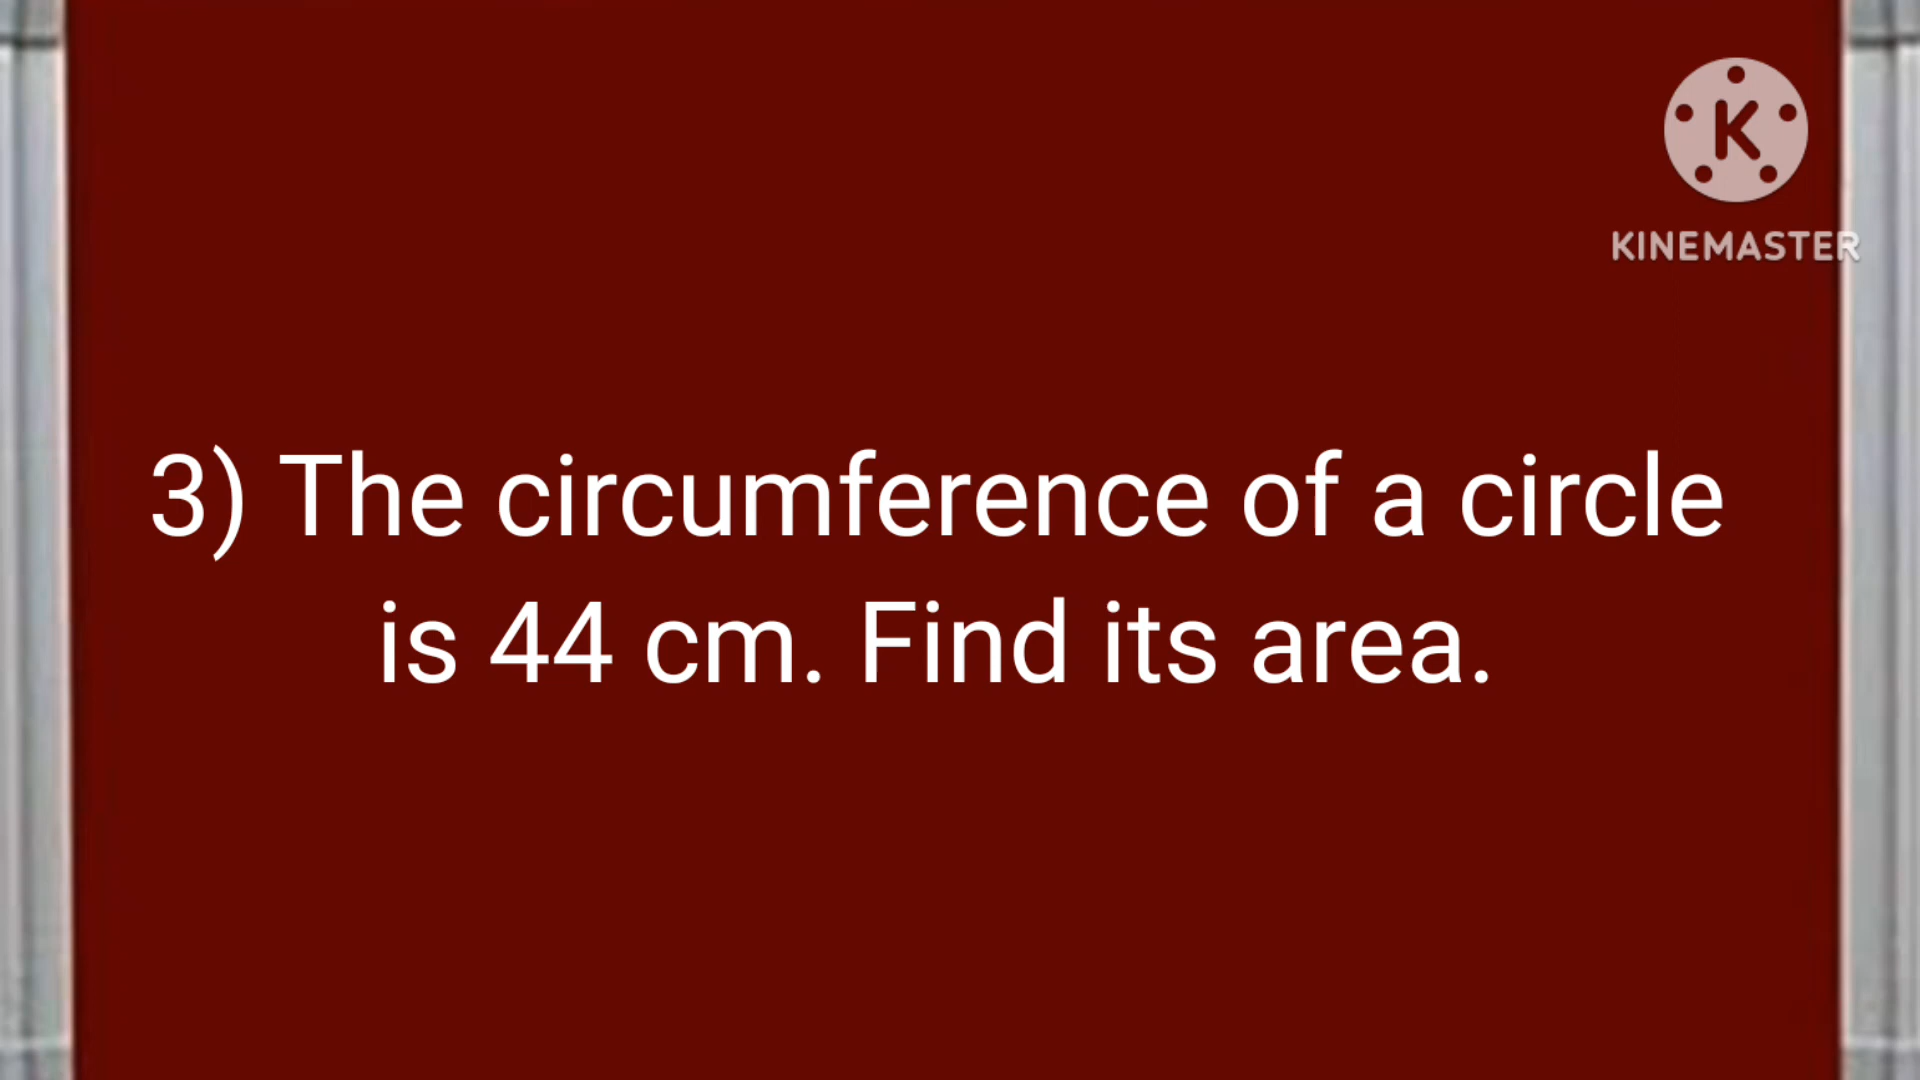 K
KINEMASTER
3) The circumference of a circle
is 44 cm. Find its area.